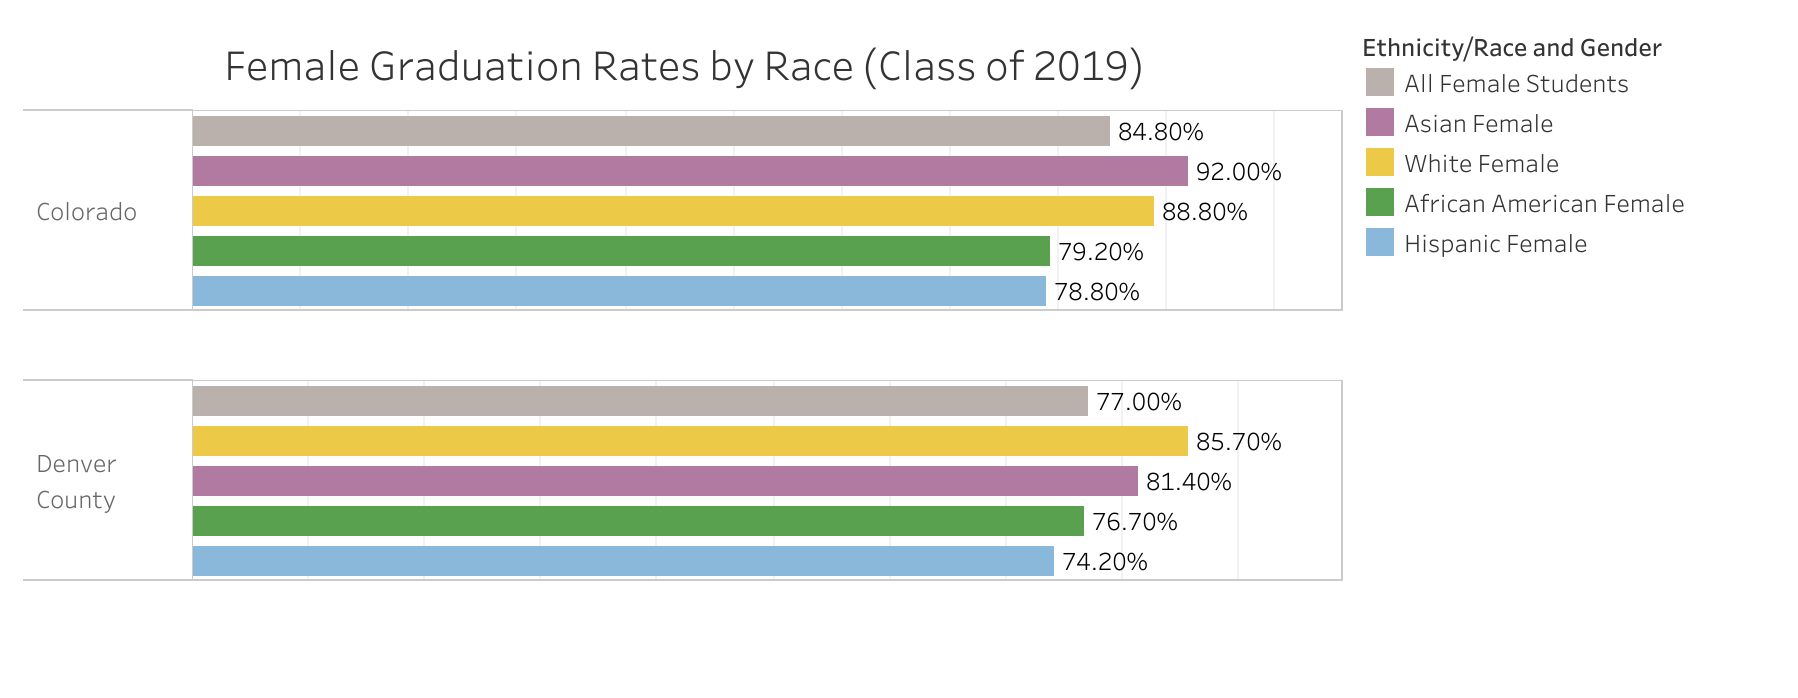 Female Graduation Rates by Race (Class of 2019)
Ethnicity/Race and Gender
All Female Students
Asian Female
White Female
African American Female
Hispanic Female
Colorado
84.80%
92.00%
88.80%
79.20%
78.80%
Denver
County
77.00%
85.70%
81.40%
76.70%
74.20%